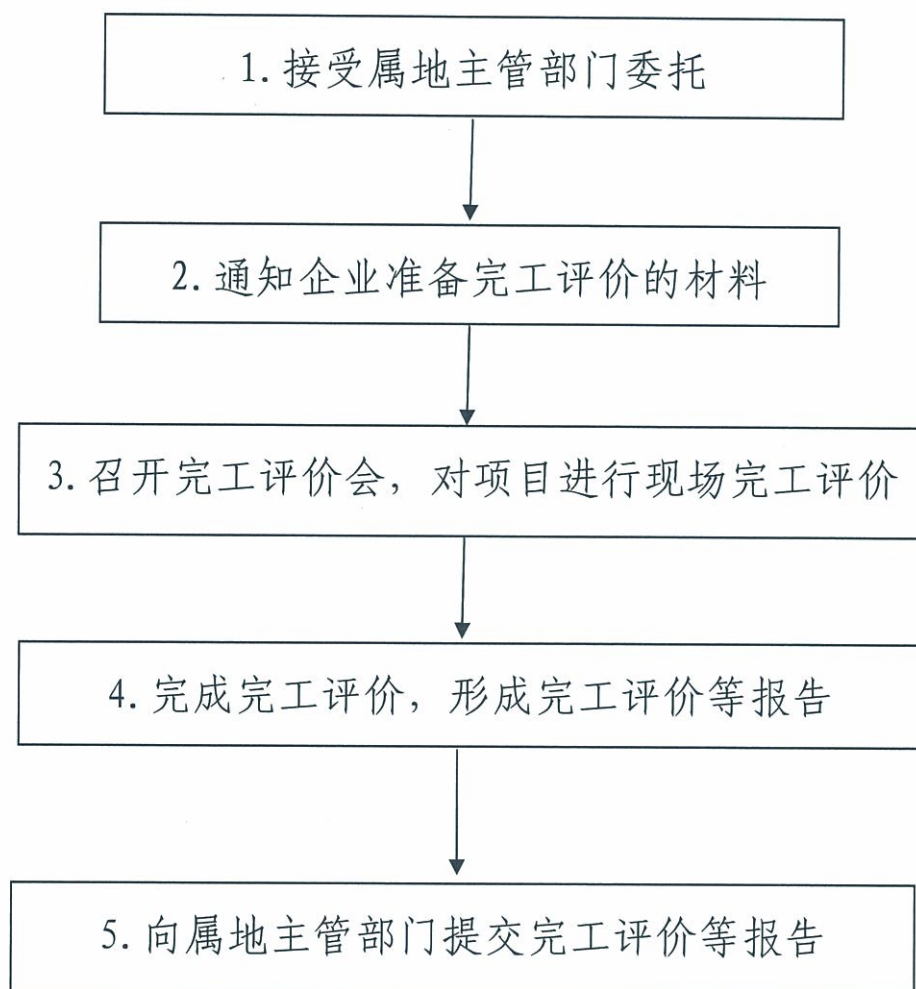 1. 接受属地主管部门委托
2. 通知企业准备完工评价的材料
3. 召开完工评价会，对项目进行现场完工评价
4. 完成完工评价，形成完工评价等报告
5. 向属地主管部门提交完工评价等报告